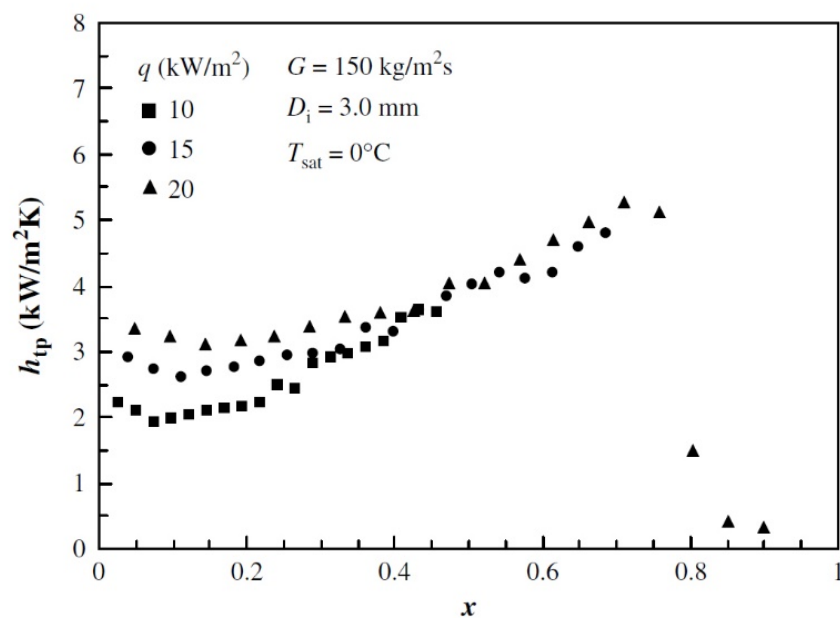 8
7
6
5
4
3
2
1
0
h_tp (kW/m²K)
q (kW/m²)
10
15
20
G = 150 kg/m²s
D_i = 3.0 mm
T_sat = 0°C
0 0.2 0.4 0.6 0.8 1
x